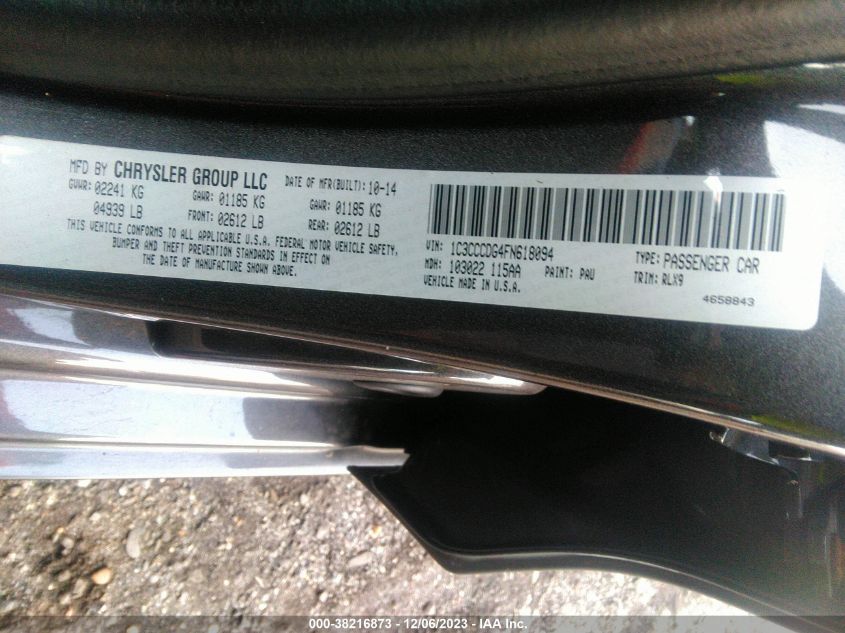 MFD BY CHRYSLER GROUP LLC DATE OF MFR(BUILT):10-14
GVWR:02241 KG GAWR:01185 KG GAWR:01185 KG
04939 LB FRONT:02612 LB REAR:02612 LB
THIS VEHICLE CONFORMS TO ALL APPLICABLE U.S.A. FEDERAL MOTOR VEHICLE SAFETY,
BUMPER AND THEFT PREVENTION STANDARDS IN EFFECT ON
THE DATE OF MANUFACTURE SHOWN ABOVE.
VIN: 1C3CCCDG4FN618094 TYPE: PASSENGER CAR
MDH: 103022 115AA PAINT: PAU TRIM: RLX9
VEHICLE MADE IN U.S.A.
4658843
000-38216873 - 12/06/2023 - IAA Inc.